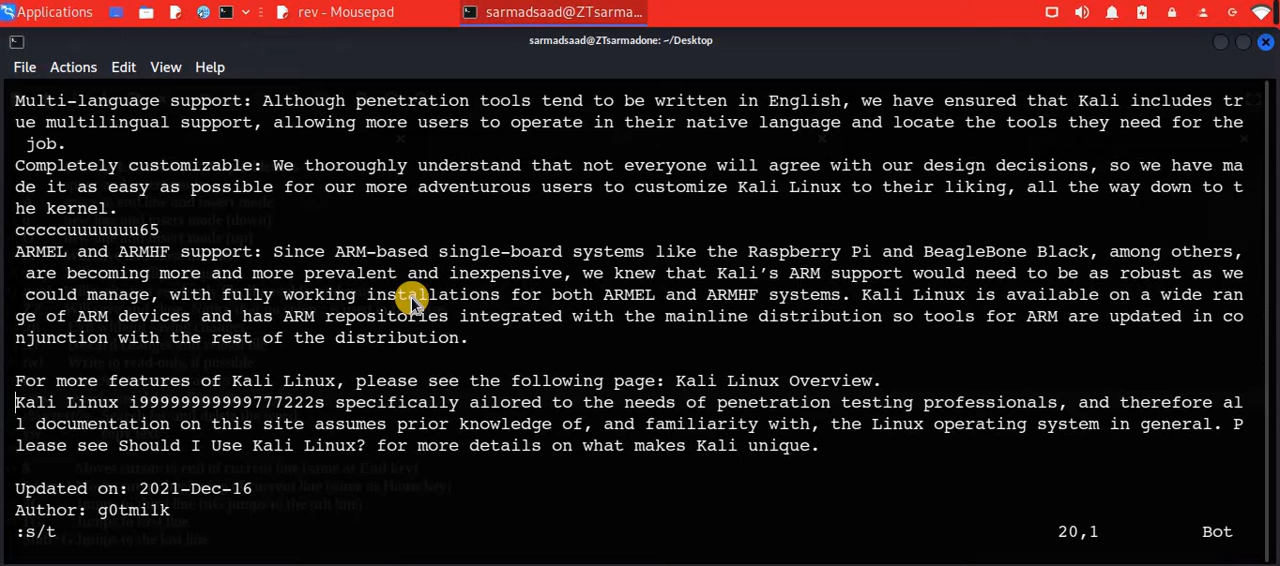 Applications
rev - Mousepad
sarmadsaad@ZTsarma...
sarmadsaad@ZTsarmadone: ~/Desktop
File Actions Edit View Help
Multi-language support: Although penetration tools tend to be written in English, we have ensured that Kali includes tr
ue multilingual support, allowing more users to operate in their native language and locate the tools they need for the
job.
Completely customizable: We thoroughly understand that not everyone will agree with our design decisions, so we have ma
de it as easy as possible for our more adventurous users to customize Kali Linux to their liking, all the way down to t
he kernel.
cccccuuuuuuu65
ARMEL and ARMHF support: Since ARM-based single-board systems like the Raspberry Pi and BeagleBone Black, among others,
are becoming more and more prevalent and inexpensive, we knew that Kali’s ARM support would need to be as robust as we
could manage, with fully working installations for both ARMEL and ARMHF systems. Kali Linux is available on a wide ran
ge of ARM devices and has ARM repositories integrated with the mainline distribution so tools for ARM are updated in co
njunction with the rest of the distribution.
For more features of Kali Linux, please see the following page: Kali Linux Overview.
Kali Linux i999999999999777222s specifically ailored to the needs of penetration testing professionals, and therefore al
l documentation on this site assumes prior knowledge of, and familiarity with, the Linux operating system in general. P
lease see Should I Use Kali Linux? for more details on what makes Kali unique.
Updated on: 2021-Dec-16
Author: g0tmi1k
:s/t 20,1 Bot